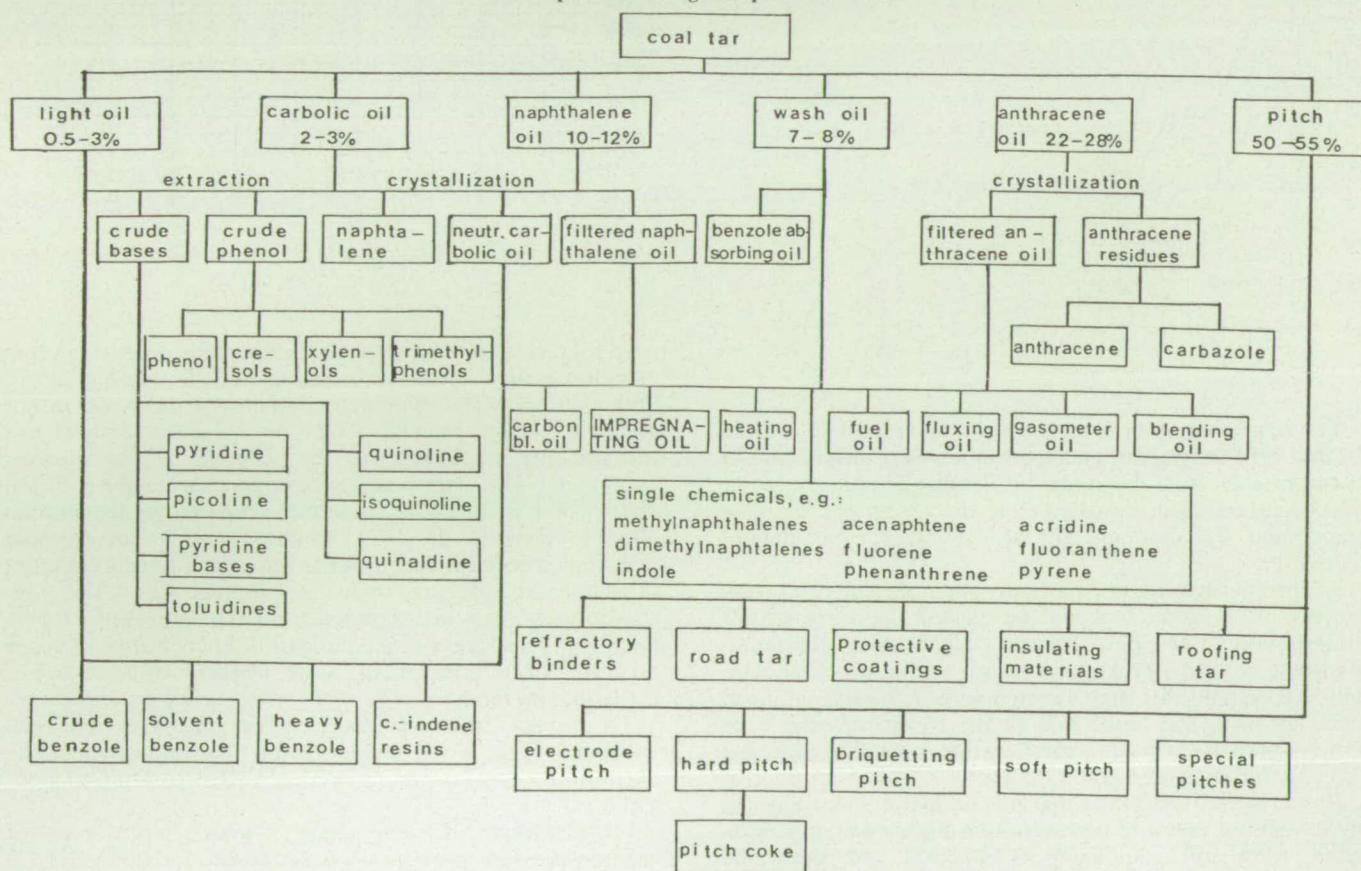 coal tar
light oil
0.5-3%
carbolic oil
2-3%
naphthalene
oil 10-12%
wash oil
7-8%
anthracene
oil 22-28%
pitch
50-55%
extraction
crystallization
crystallization
crude
bases
crude
phenol
naphta-
lene
neutr. car-
bolic oil
filtered naph-
thalene oil
benzole ab-
sorbing oil
filtered an-
thracene oil
anthracene
residues
phenol
cre-
sols
xylen-
ols
trimethyl-
phenols
anthracene
carbazole
carbon
bl. oil
IMPREGNA-
TING OIL
heating
oil
fuel
oil
fluxing
oil
gasometer
oil
blending
oil
pyridine
picoline
pyridine
bases
toluidines
quinoline
isoquinoline
quinaldine
single chemicals, e.g.:
methylnaphthalenes acenaphtene acridine
dimethylnaphtalenes fluorene fluoranthene
indole phenanthrene pyrene
refractory
binders
road tar
protective
coatings
insulating
materials
roofing
tar
crude
benzole
solvent
benzole
heavy
benzole
c.-indene
resins
electrode
pitch
hard pitch
briquetting
pitch
soft pitch
special
pitches
pitch coke